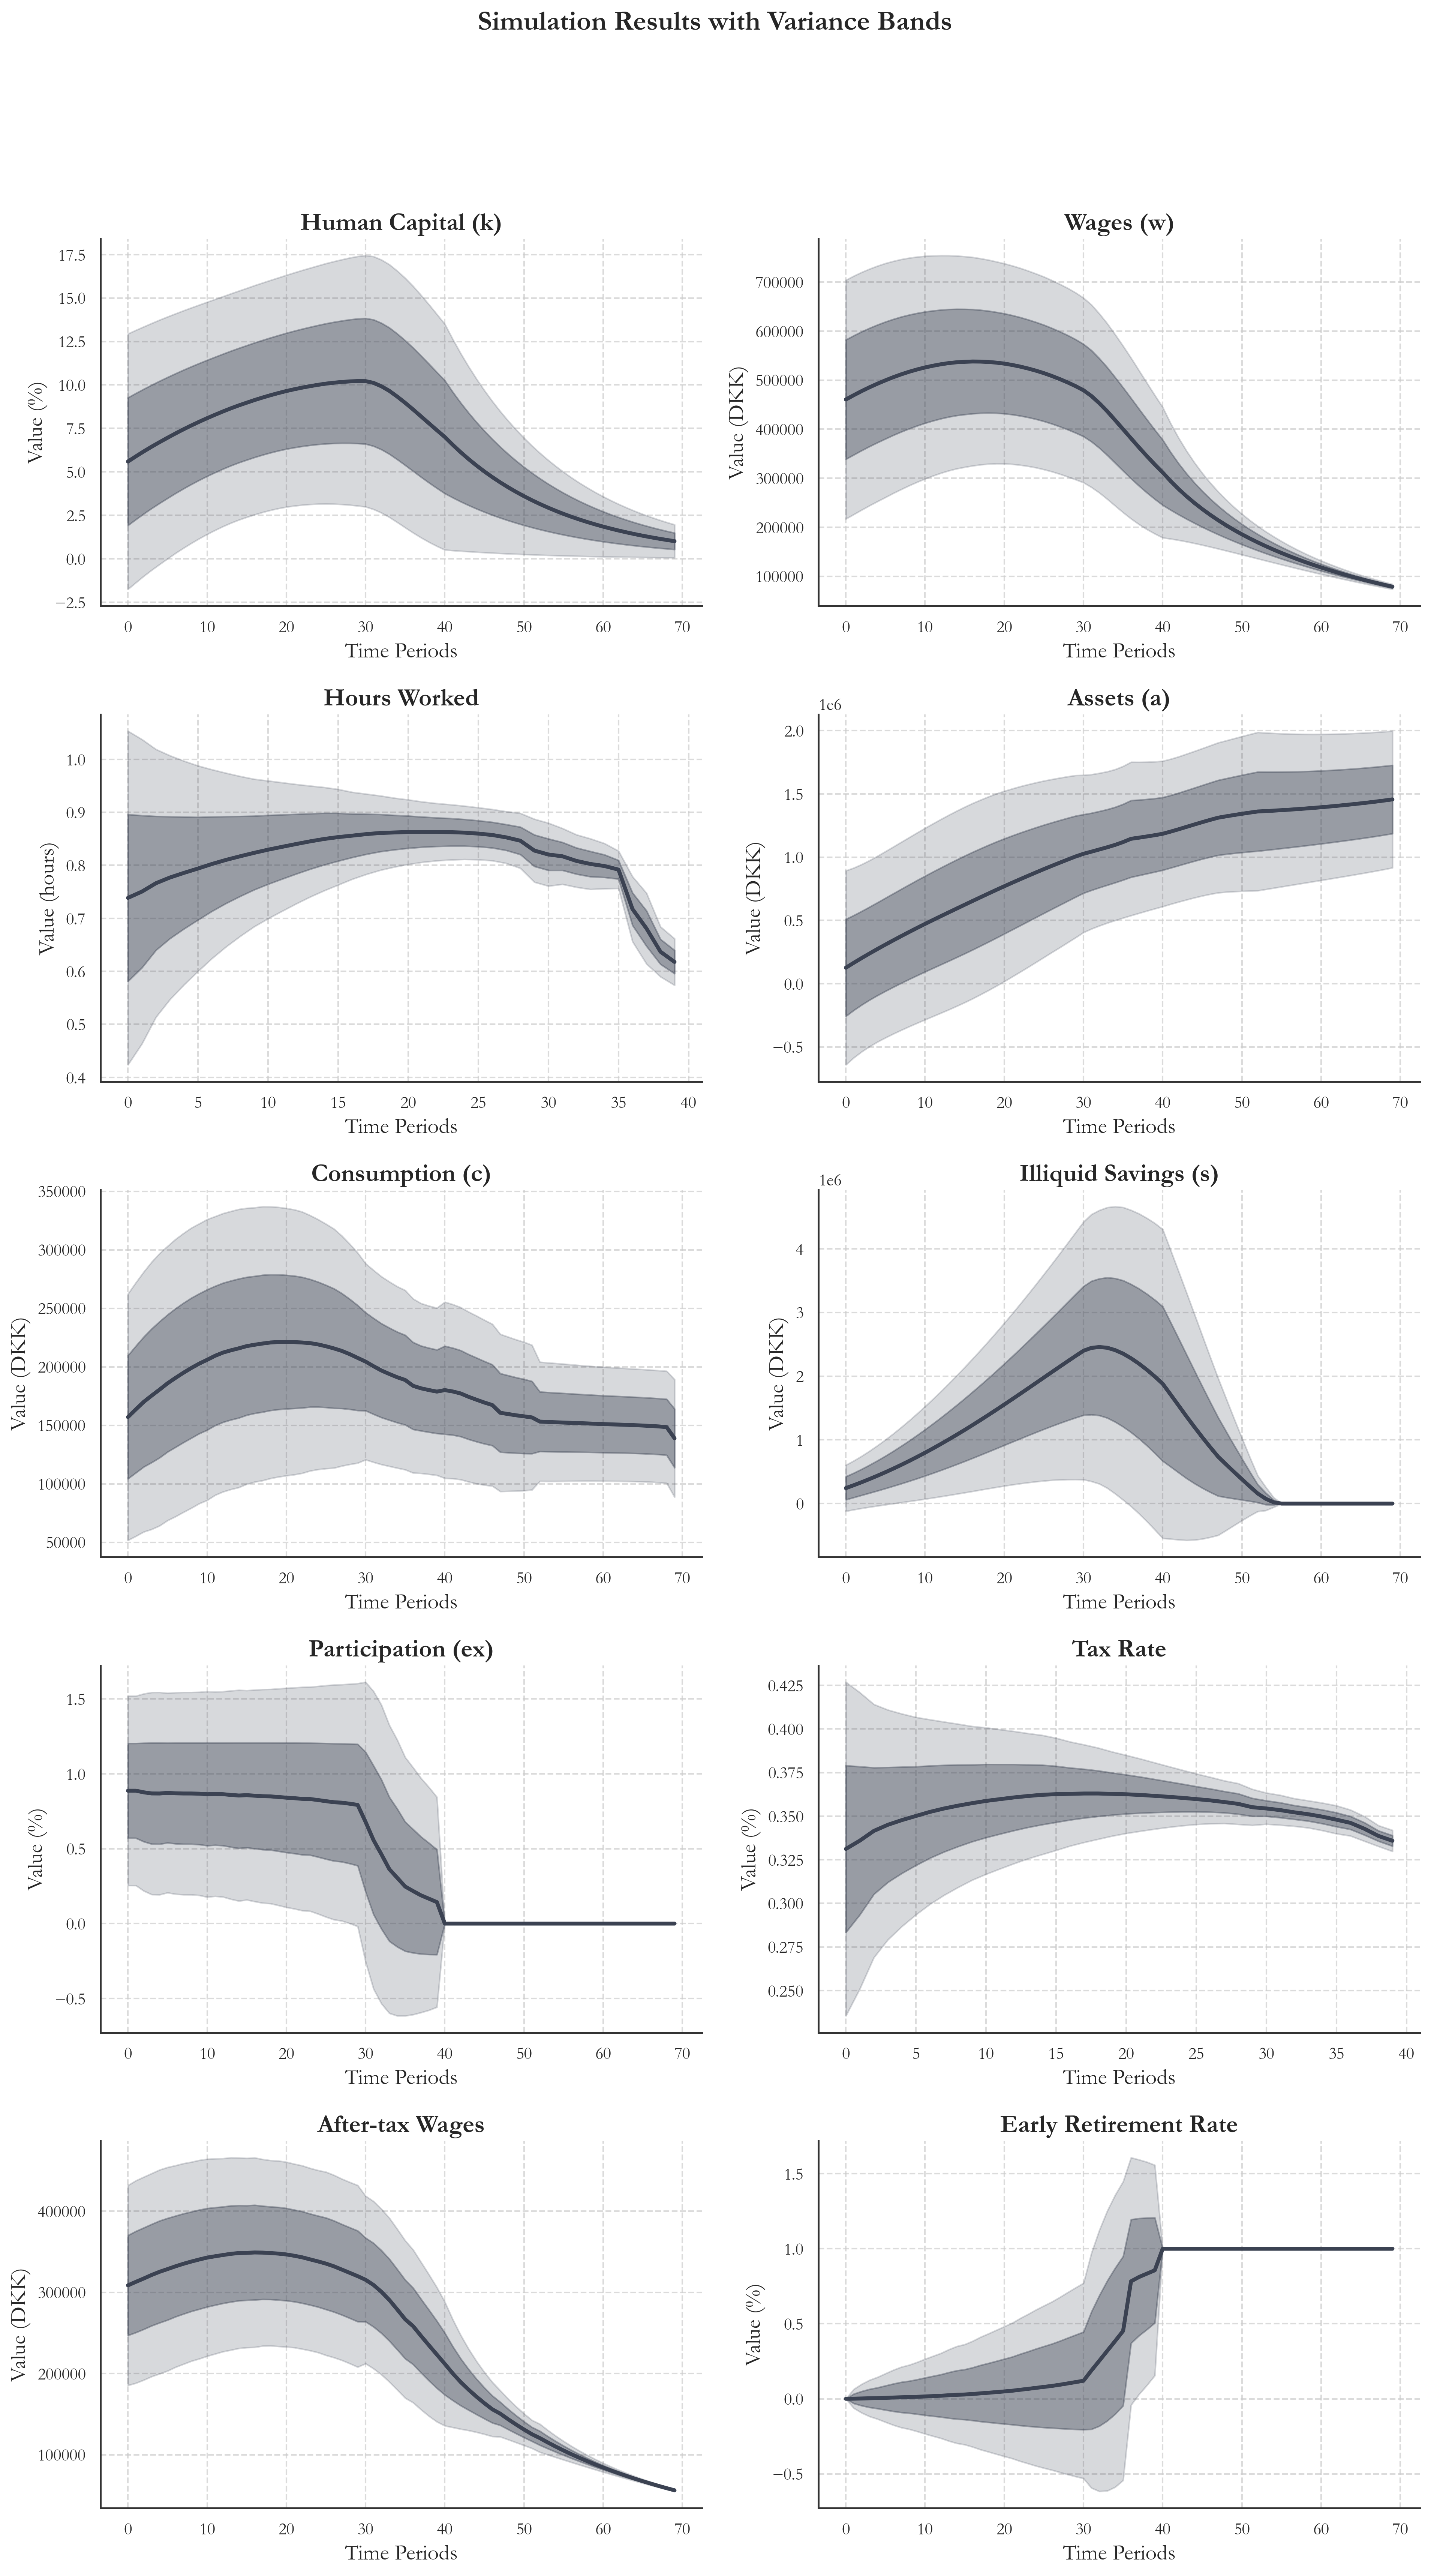 Simulation Results with Variance Bands
Human Capital (k)
Value (%)
17.5
15.0
12.5
10.0
7.5
5.0
2.5
0.0
−2.5
0 10 20 30 40 50 60 70
Time Periods
Wages (w)
Value (DKK)
700000
600000
500000
400000
300000
200000
100000
0 10 20 30 40 50 60 70
Time Periods
Hours Worked
Value (hours)
1.0
0.9
0.8
0.7
0.6
0.5
0.4
0 5 10 15 20 25 30 35 40
Time Periods
Assets (a)
1e6
Value (DKK)
2.0
1.5
1.0
0.5
0.0
−0.5
0 10 20 30 40 50 60 70
Time Periods
Consumption (c)
Value (DKK)
350000
300000
250000
200000
150000
100000
50000
0 10 20 30 40 50 60 70
Time Periods
Illiquid Savings (s)
1e6
Value (DKK)
4
3
2
1
0
0 10 20 30 40 50 60 70
Time Periods
Participation (ex)
Value (%)
1.5
1.0
0.5
0.0
−0.5
0 10 20 30 40 50 60 70
Time Periods
Tax Rate
Value (%)
0.425
0.400
0.375
0.350
0.325
0.300
0.275
0.250
0 5 10 15 20 25 30 35 40
Time Periods
After-tax Wages
Value (DKK)
400000
300000
200000
100000
0 10 20 30 40 50 60 70
Time Periods
Early Retirement Rate
Value (%)
1.5
1.0
0.5
0.0
−0.5
0 10 20 30 40 50 60 70
Time Periods